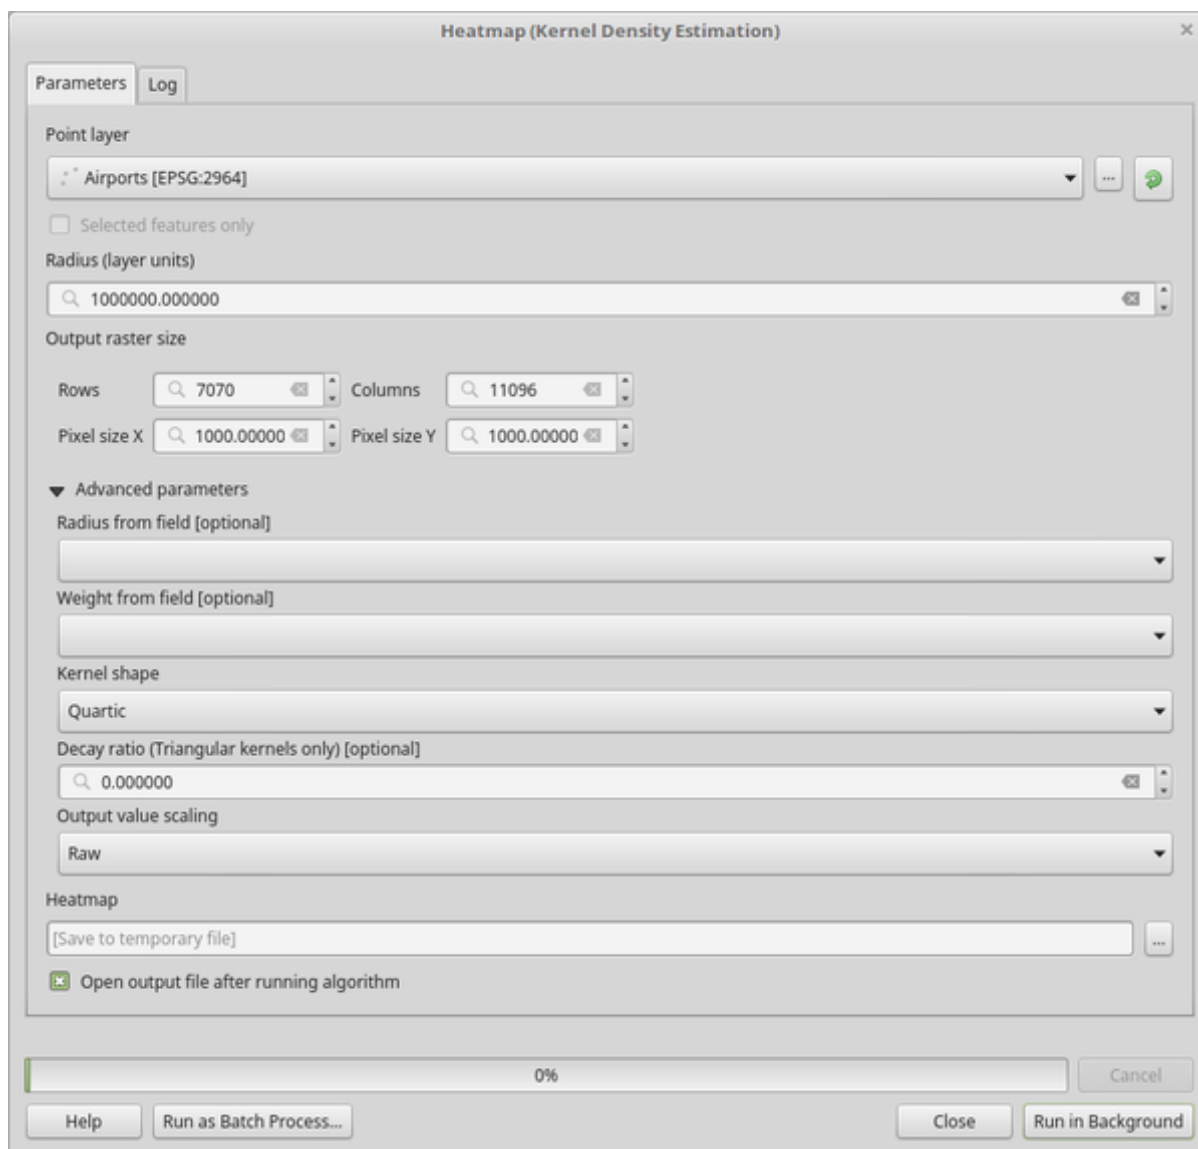 Heatmap (Kernel Density Estimation)
Parameters Log
Point layer
Airports [EPSG:2964] ...
Selected features only
Radius (layer units)
1000000.000000
Output raster size
Rows 7070 Columns 11096
Pixel size X 1000.00000 Pixel size Y 1000.00000
Advanced parameters
Radius from field [optional]
Weight from field [optional]
Kernel shape
Quartic
Decay ratio (Triangular kernels only) [optional]
0.000000
Output value scaling
Raw
Heatmap
[Save to temporary file] ...
Open output file after running algorithm
0% Cancel
Help Run as Batch Process... Close Run in Background